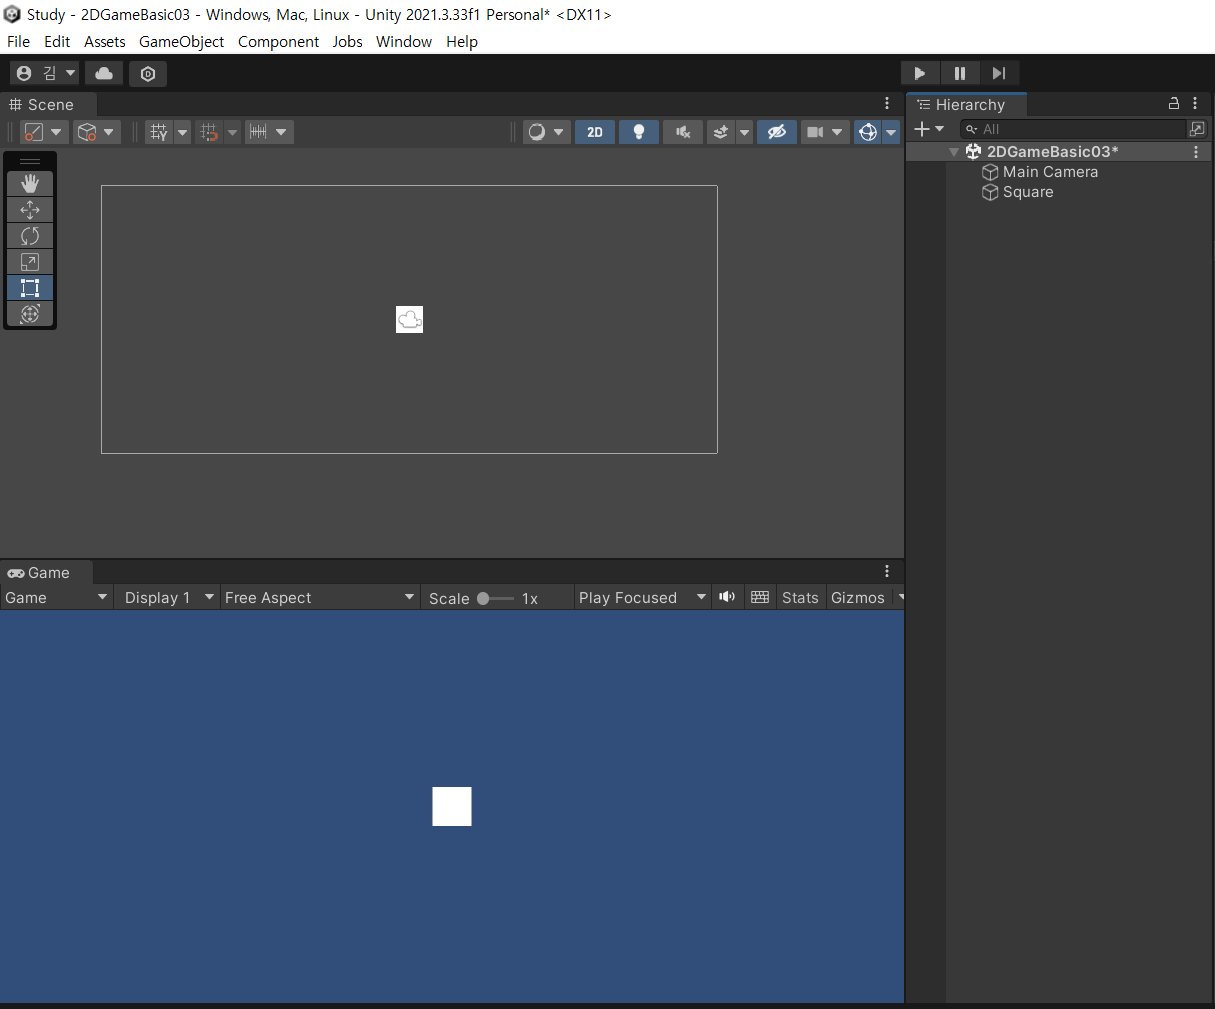 Study - 2DGameBasic03 - Windows, Mac, Linux - Unity 2021.3.33f1 Personal* <DX11>
File Edit Assets GameObject Component Jobs Window Help
김
Scene
2D
Hierarchy
All
2DGameBasic03*
Main Camera
Square
Game
Game Display 1 Free Aspect Scale 1x Play Focused Stats Gizmos